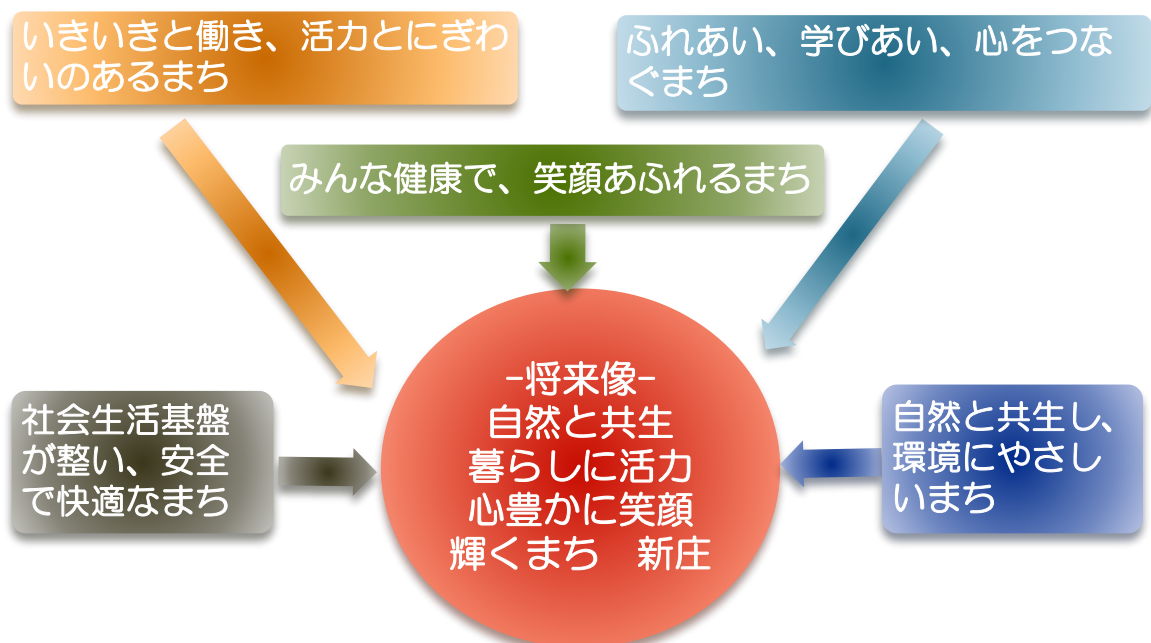 いきいきと働き、活力とにぎわ
いのあるまち
ふれあい、学びあい、心をつな
ぐまち
みんな健康で、笑顔あふれるまち
-将来像-
自然と共生
暮らしに活力
心豊かに笑顔
輝くまち　新庄
社会生活基盤
が整い、安全
で快適なまち
自然と共生し、
環境にやさし
いまち